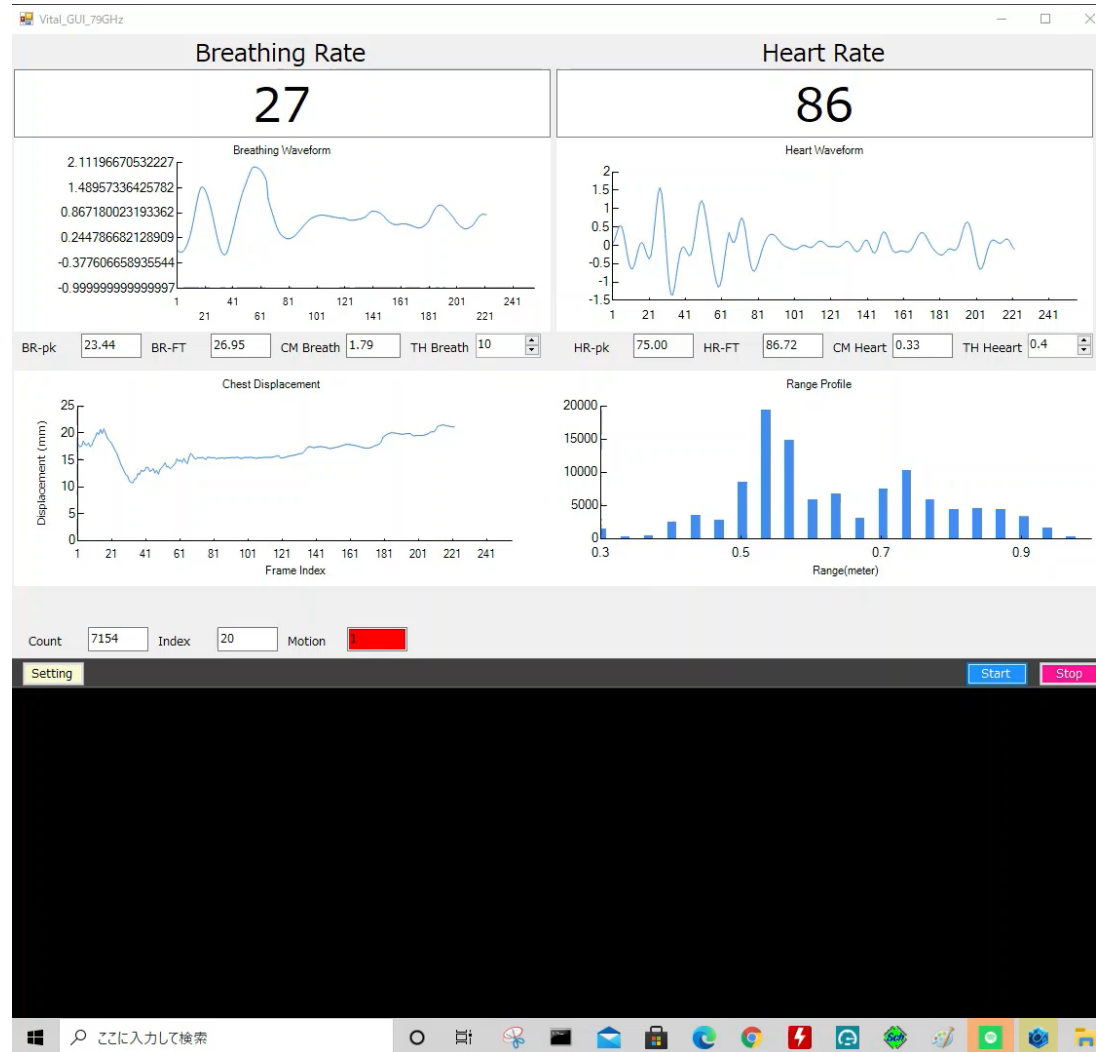 Vital_GUI_79GHz
Breathing Rate
Heart Rate
27
86
Breathing Waveform
2.11196670532227
1.48957336425782
0.867180023193362
0.244786682128909
-0.377606658935544
-0.999999999999997
1 41 81 121 161 201 241
21 61 101 141 181 221
Heart Waveform
2
1.5
1
0.5
0
-0.5
-1
-1.5
1 21 41 61 81 101 121 141 161 181 201 221 241
BR-pk 23.44 BR-FT 26.95 CM Breath 1.79 TH Breath 10
HR-pk 75.00 HR-FT 86.72 CM Heart 0.33 TH Heeart 0.4
Chest Displacement
Displacement (mm)
25
20
15
10
5
0
1 21 41 61 81 101 121 141 161 181 201 221 241
Frame Index
Range Profile
20000
15000
10000
5000
0
0.3 0.5 0.7 0.9
Range(meter)
Count 7154 Index 20 Motion 1
Setting
Start Stop
ここに入力して検索
Sch